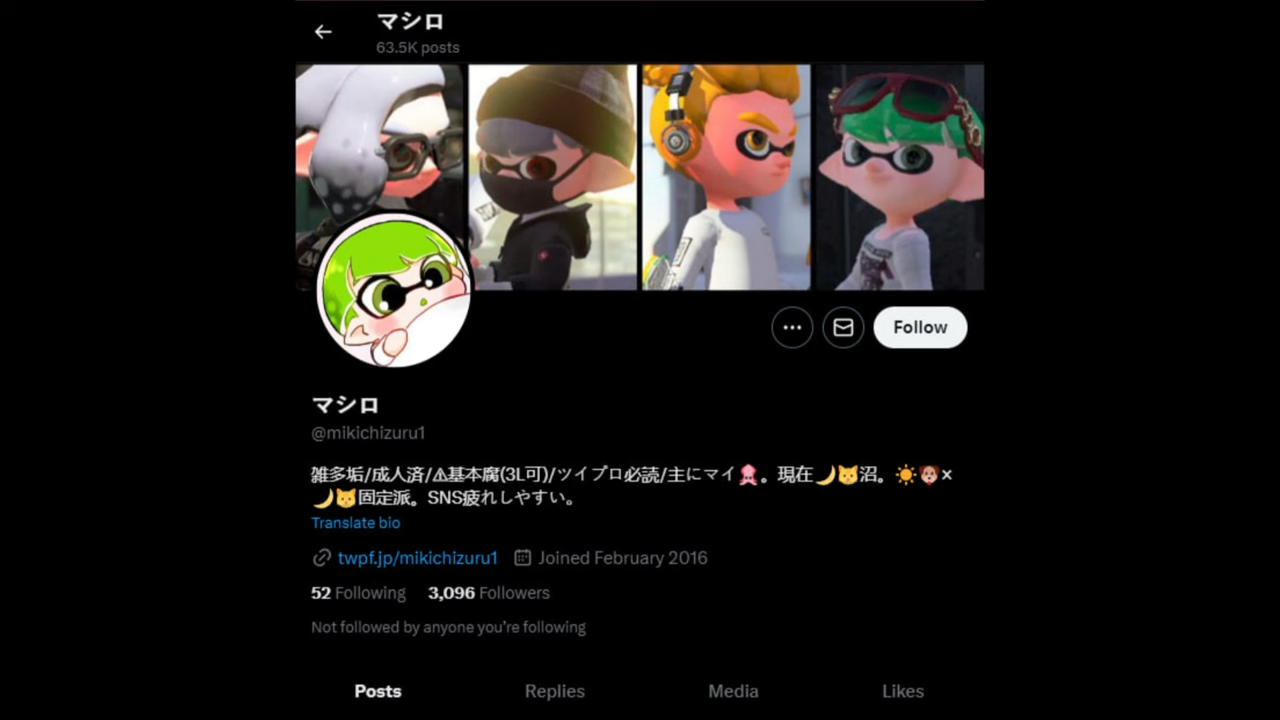 マシロ
63.5K posts
Follow
マシロ
@mikichizuru1
雑多垢/成人済/⚠基本腐(3L可)/ツイプロ必読/主にマイ🦑。現在🌙🐱沼。☀️🐶×
🌙🐱固定派。SNS疲れしやすい。
Translate bio
twpf.jp/mikichizuru1 Joined February 2016
52 Following 3,096 Followers
Not followed by anyone you're following
Posts Replies Media Likes